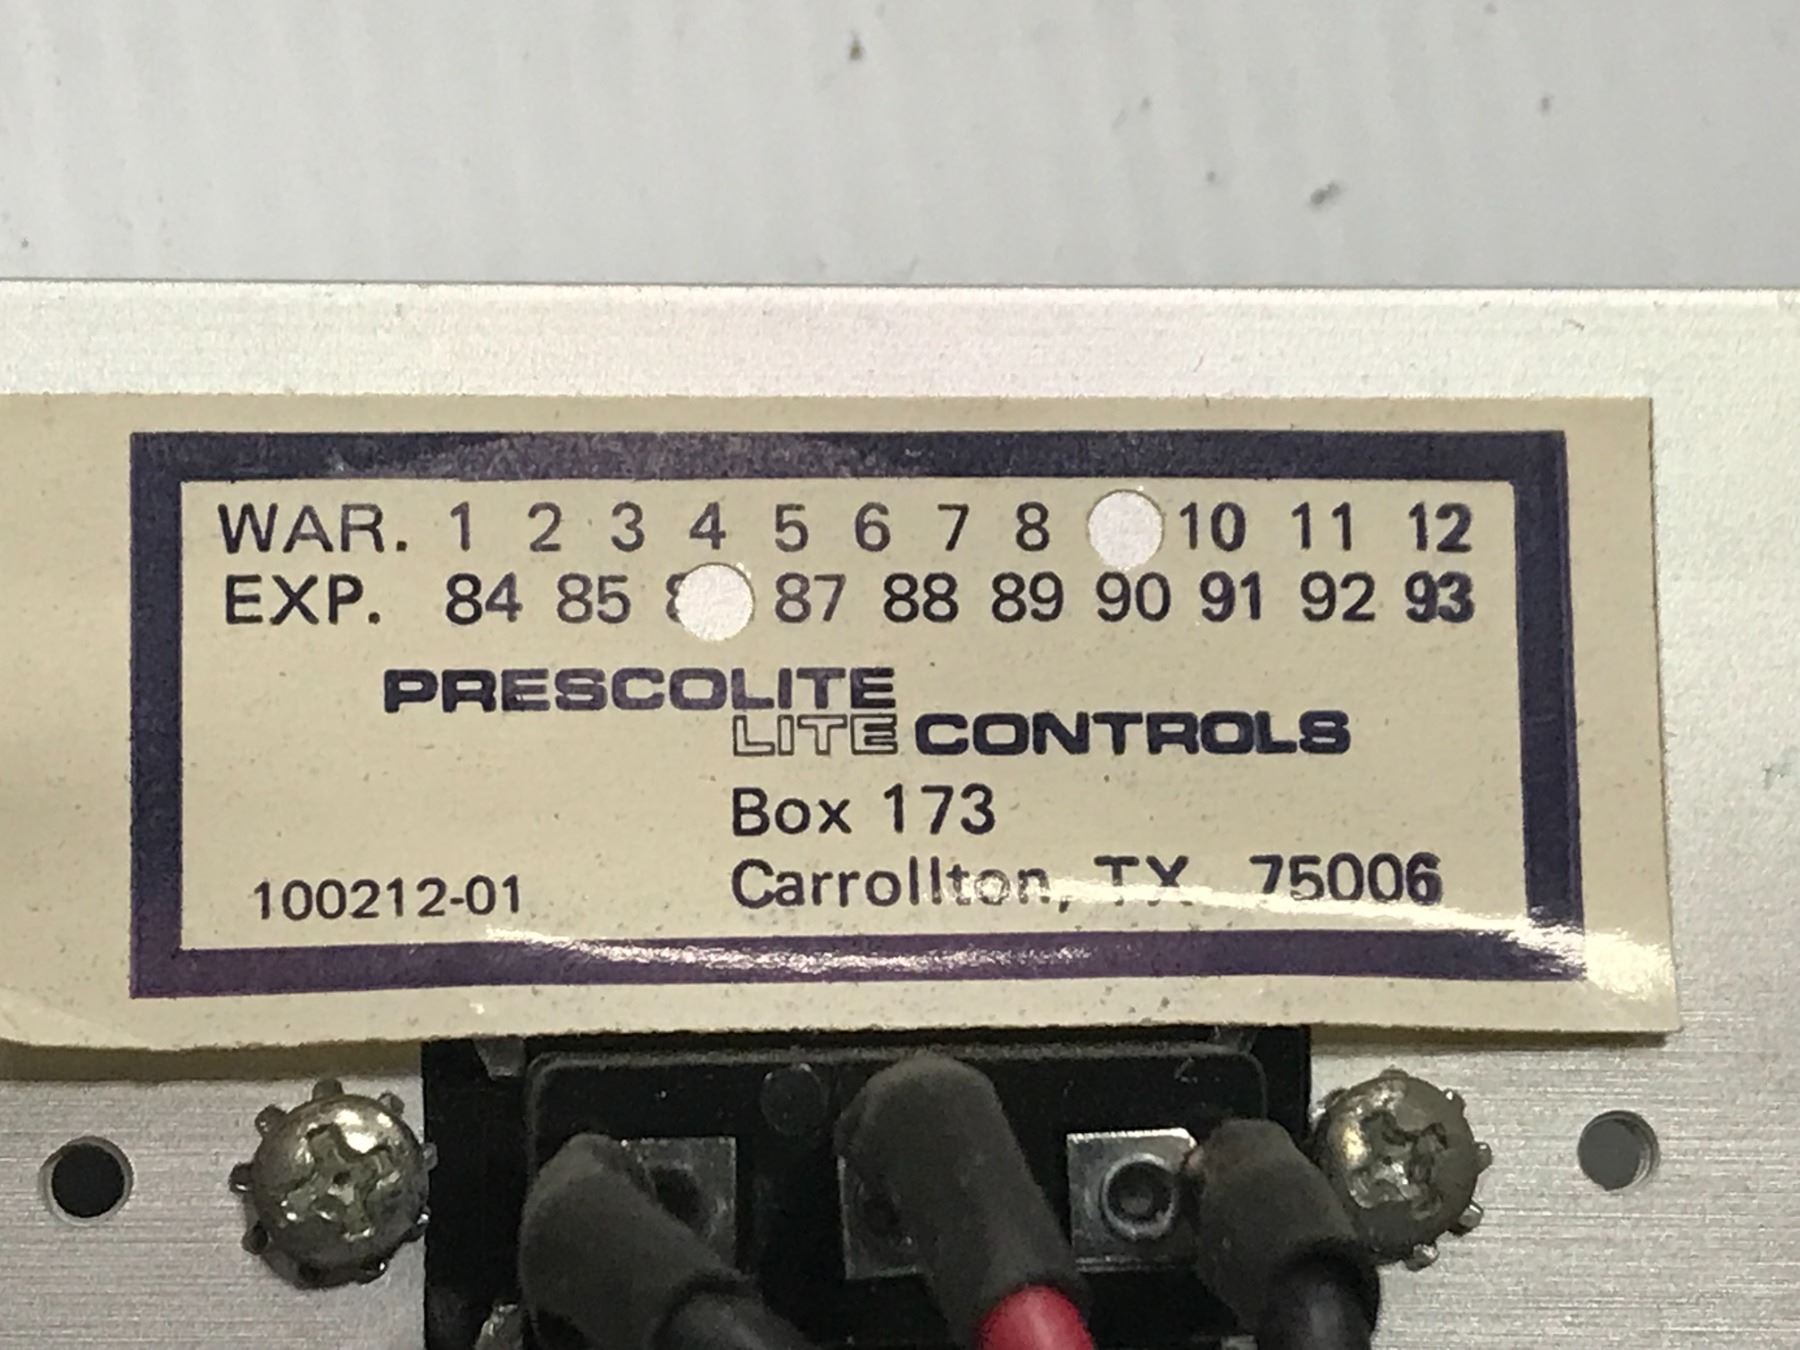 WAR. 1 2 3 4 5 6 7 8 10 11 12
EXP. 84 85 87 88 89 90 91 92 93
PRESCOLITE
LITE CONTROLS
Box 173
Carrollton, TX 75006
100212-01